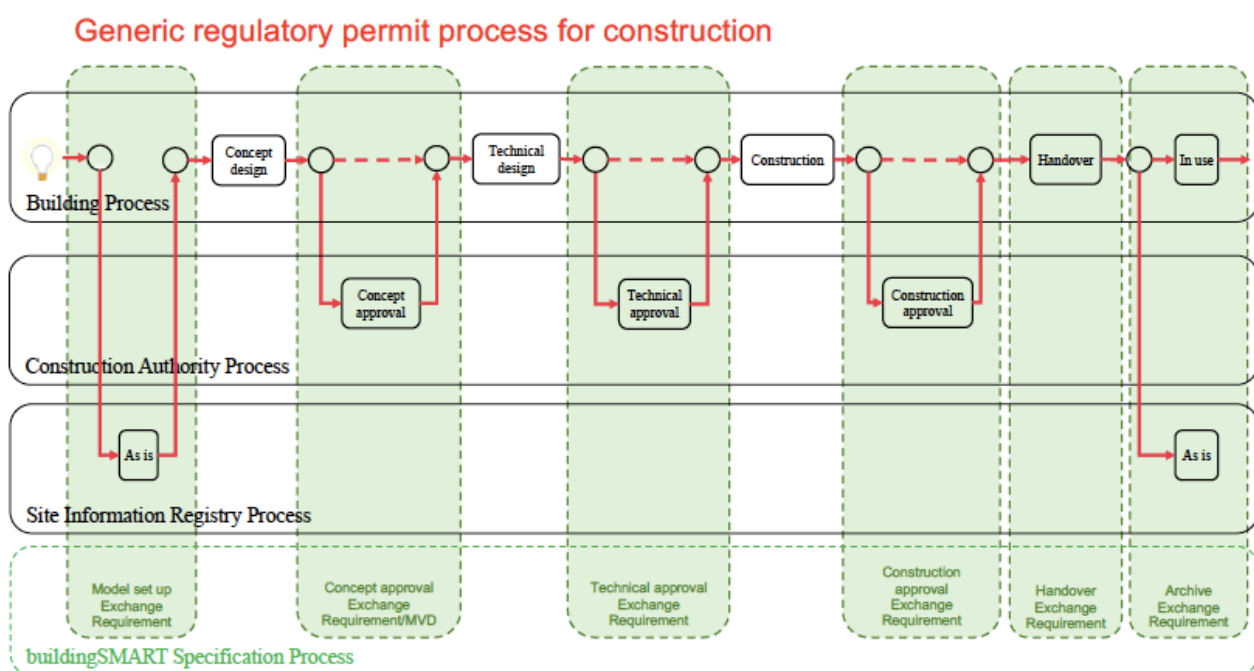 Generic regulatory permit process for construction
Concept
design
Technical
design
Construction
Handover
In use
Building Process
Concept
approval
Technical
approval
Construction
approval
Construction Authority Process
As is
As is
Site Information Registry Process
Model set up
Exchange
Requirement
Concept approval
Exchange
Requirement/MVD
Technical approval
Exchange
Requirement
Construction
approval
Exchange
Requirement
Handover
Exchange
Requirement
Archive
Exchange
Requirement
buildingSMART Specification Process